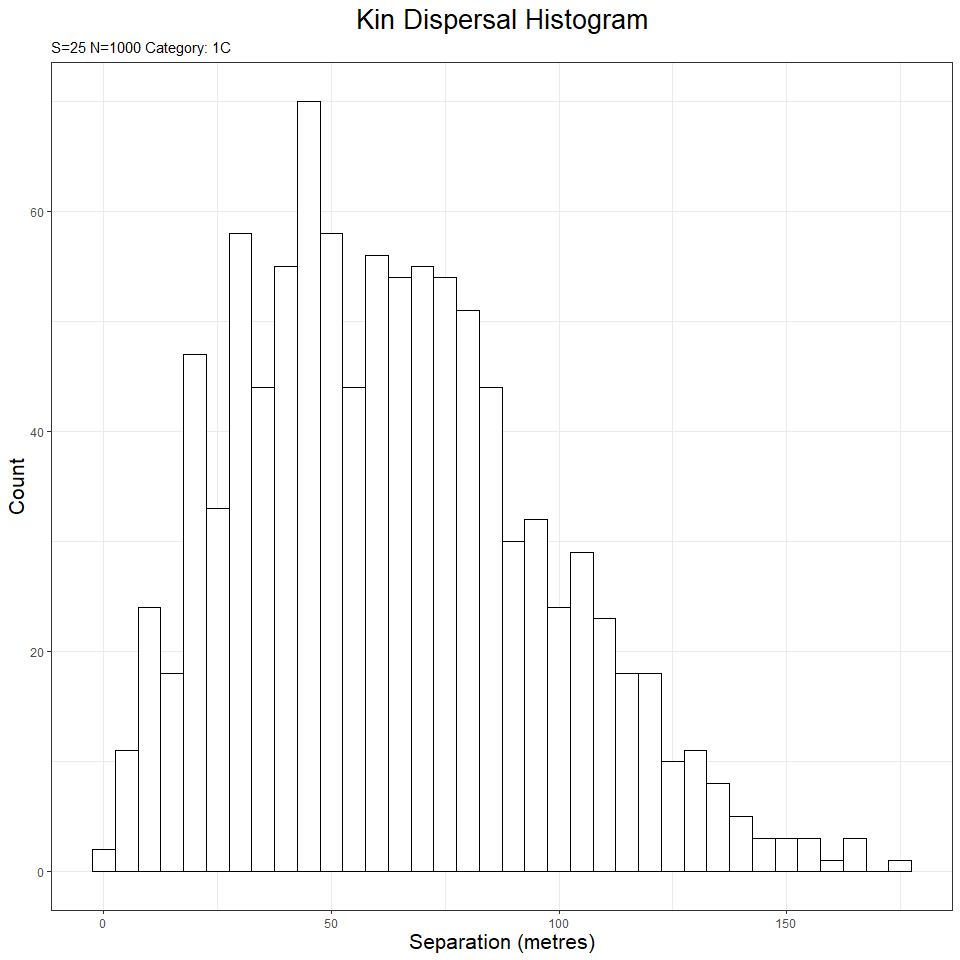 Kin Dispersal Histogram
S=25 N=1000 Category: 1C
60
40
20
0
Count
0 50 100 150
Separation (metres)